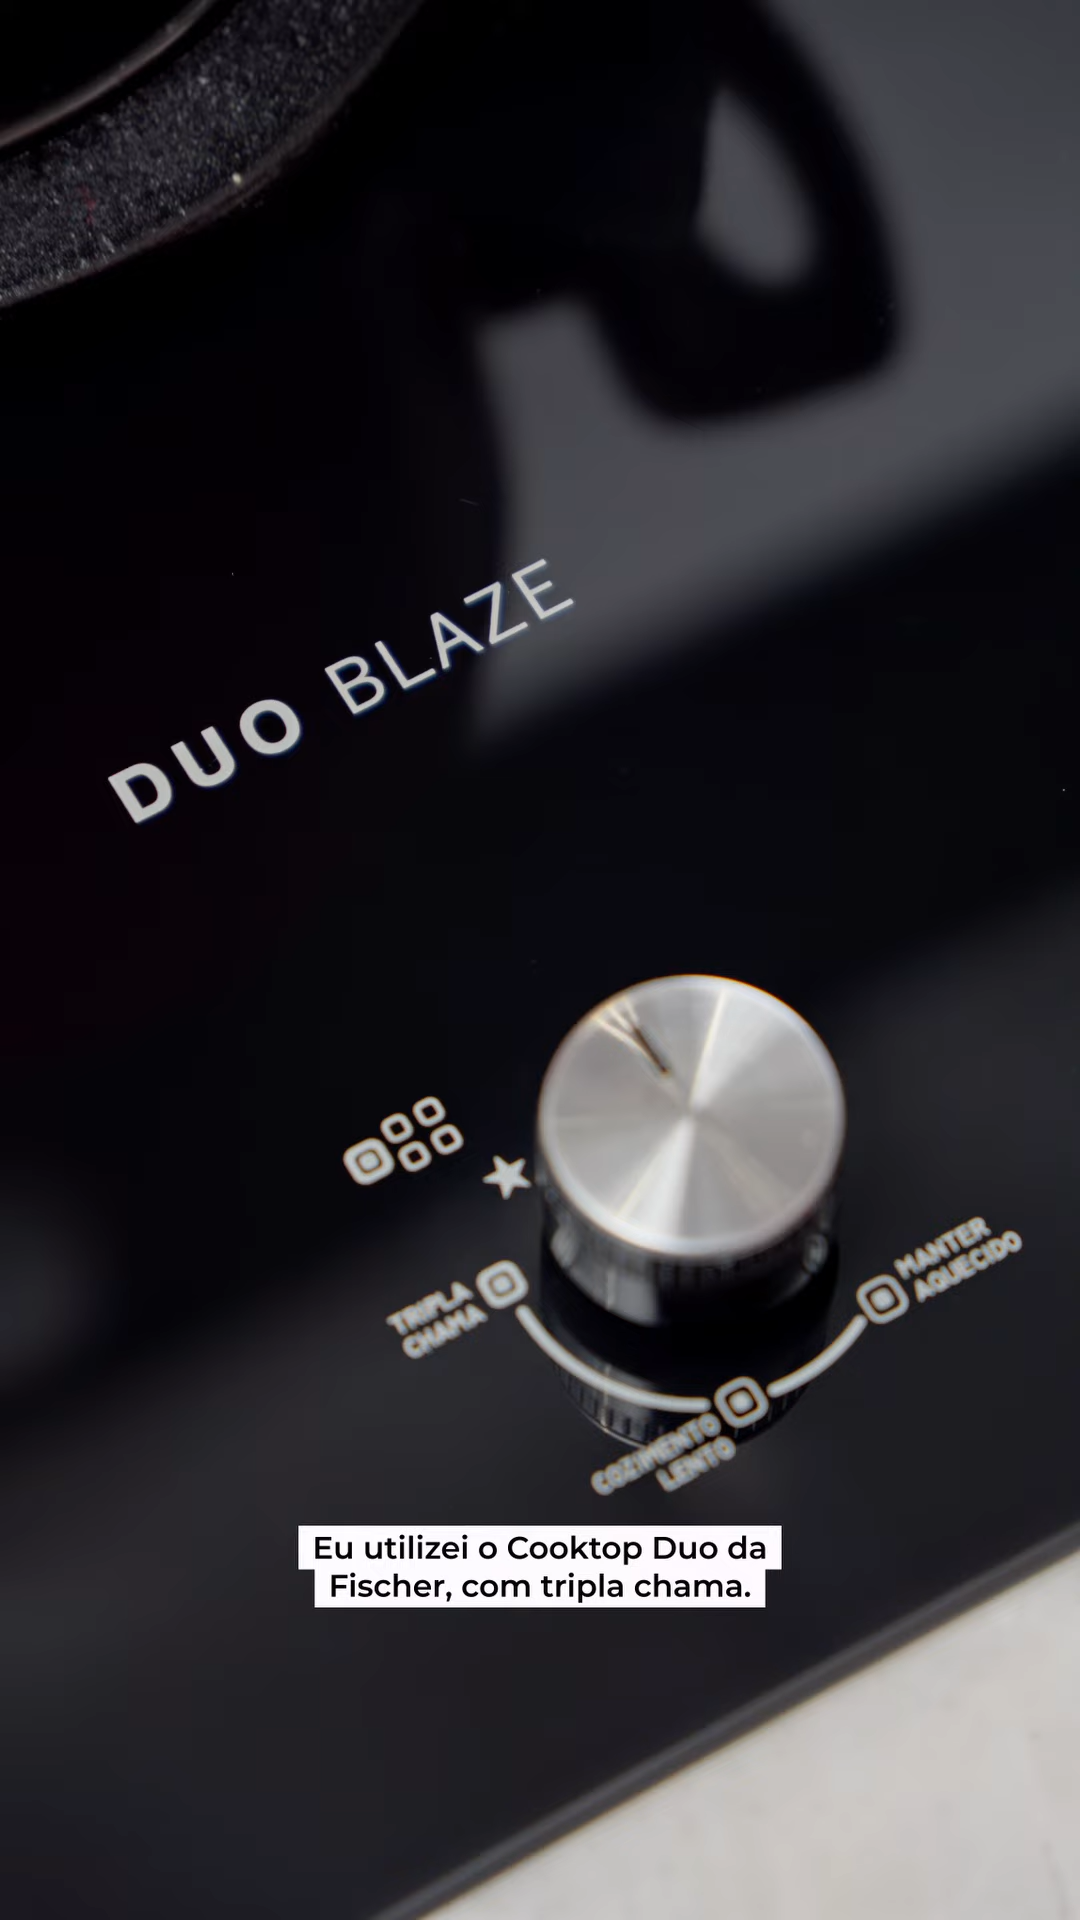 DUO BLAZE
TRIPLA
CHAMA
MANTER
AQUECIDO
COZIMENTO
LENTO
Eu utilizei o Cooktop Duo da
Fischer, com tripla chama.